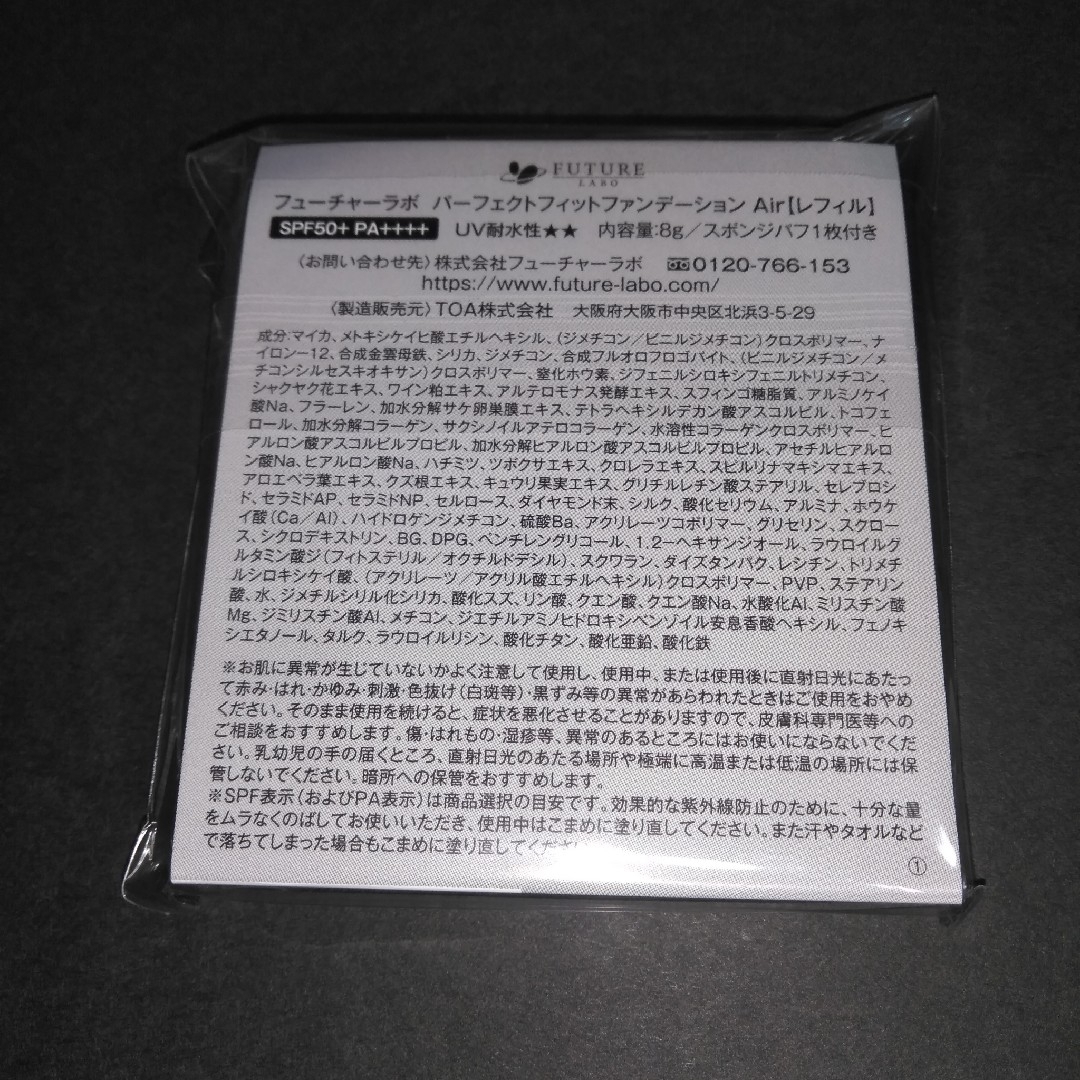 FUTURE
LABO
フューチャーラボ パーフェクトフィットファンデーション Air【レフィル】
SPF50+ PA++++ UV耐水性★★ 内容量:8g／スポンジパフ1枚付き
〈お問い合わせ先〉株式会社フューチャーラボ 0120-766-153
https://www.future-labo.com/
〈製造販売元〉TOA株式会社 大阪府大阪市中央区北浜3-5-29
成分:マイカ、メトキシケイヒ酸エチルヘキシル、(ジメチコン／ビニルジメチコン)クロスポリマー、ナ
イロン-12、合成金雲母鉄、シリカ、ジメチコン、合成フルオロフロゴパイト、(ビニルジメチコン／メ
チコンシルセスキオキサン)クロスポリマー、窒化ホウ素、ジフェニルシロキシフェニルトリメチコン、
シャクヤク花エキス、ワイン粕エキス、アルテロモナス発酵エキス、スフィンゴ糖脂質、アルミノケイ
酸Na、フラーレン、加水分解サケ卵巣膜エキス、テトラヘキシルデカン酸アスコルビル、トコフェ
ロール、加水分解コラーゲン、サクシノイルアテロコラーゲン、水溶性コラーゲンクロスポリマー、ヒ
アルロン酸アスコルビルプロピル、加水分解ヒアルロン酸アスコルビルプロピル、アセチルヒアルロ
ン酸Na、ヒアルロン酸Na、ハチミツ、ツボクサエキス、クロレラエキス、スピルリナマキシマエキス、
アロエベラ葉エキス、クズ根エキス、キュウリ果実エキス、グリチルレチン酸ステアリル、セレブロシ
ド、セラミドAP、セラミドNP、セルロース、ダイヤモンド末、シルク、酸化セリウム、アルミナ、ホウケ
イ酸(Ca／Al)、ハイドロゲンジメチコン、硫酸Ba、アクリレーツコポリマー、グリセリン、スクロー
ス、シクロデキストリン、BG、DPG、ペンチレングリコール、1.2-ヘキサンジオール、ラウロイルグ
ルタミン酸ジ(フィトステリル／オクチルドデシル)、スクワラン、ダイズタンパク、レシチン、トリメチ
ルシロキシケイ酸、(アクリレーツ／アクリル酸エチルヘキシル)クロスポリマー、PVP、ステアリン
酸、水、ジメチルシリル化シリカ、酸化スズ、リン酸、クエン酸、クエン酸Na、水酸化Al、ミリスチン酸
Mg、ジミリスチン酸Al、メチコン、ジエチルアミノヒドロキシベンゾイル安息香酸ヘキシル、フェノキ
シエタノール、タルク、ラウロイルリシン、酸化チタン、酸化亜鉛、酸化鉄
※お肌に異常が生じていないかよく注意して使用し、使用中、または使用後に直射日光にあたっ
て赤み・はれ・かゆみ・刺激・色抜け(白斑等)・黒ずみ等の異常があらわれたときはご使用をおやめ
ください。そのまま使用を続けると、症状を悪化させることがありますので、皮膚科専門医等への
ご相談をおすすめします。傷・はれもの・湿疹等、異常のあるところにはお使いにならないでくだ
さい。乳幼児の手の届くところ、直射日光のあたる場所や極端に高温または低温の場所には保
管しないでください。暗所への保管をおすすめします。
※SPF表示(およびPA表示)は商品選択の目安です。効果的な紫外線防止のために、十分な量
をムラなくのばしてお使いいただき、使用中はこまめに塗り直してください。また汗やタオルなど
で落ちてしまった場合もこまめに塗り直してくださ
①